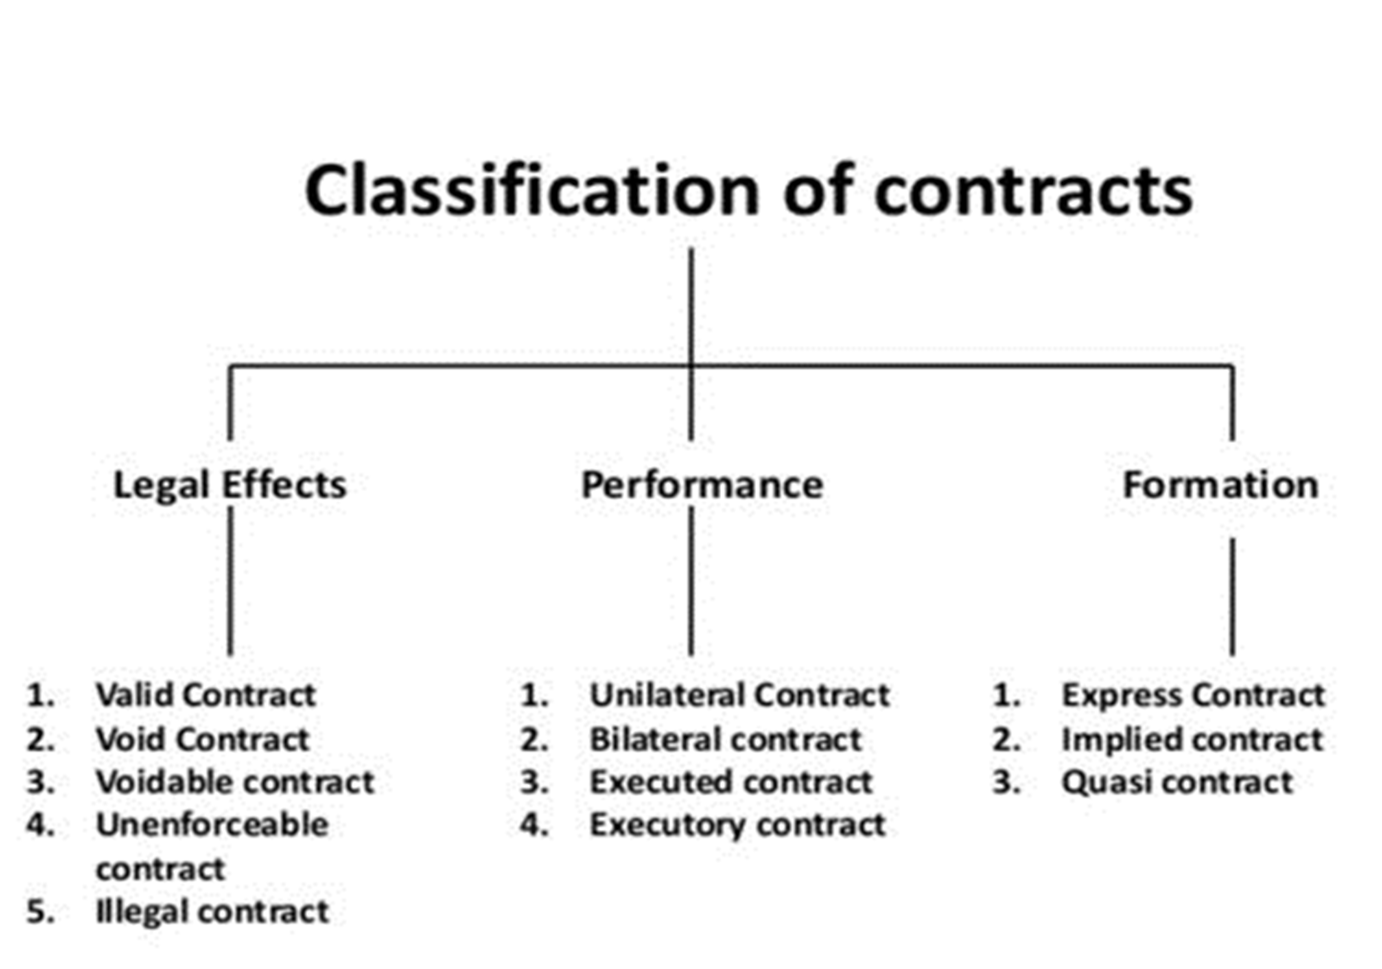 Classification of contracts
Legal Effects
Performance
Formation
1. Valid Contract
2. Void Contract
3. Voidable contract
4. Unenforceable
contract
5. Illegal contract
1. Unilateral Contract
2. Bilateral contract
3. Executed contract
4. Executory contract
1. Express Contract
2. Implied contract
3. Quasi contract